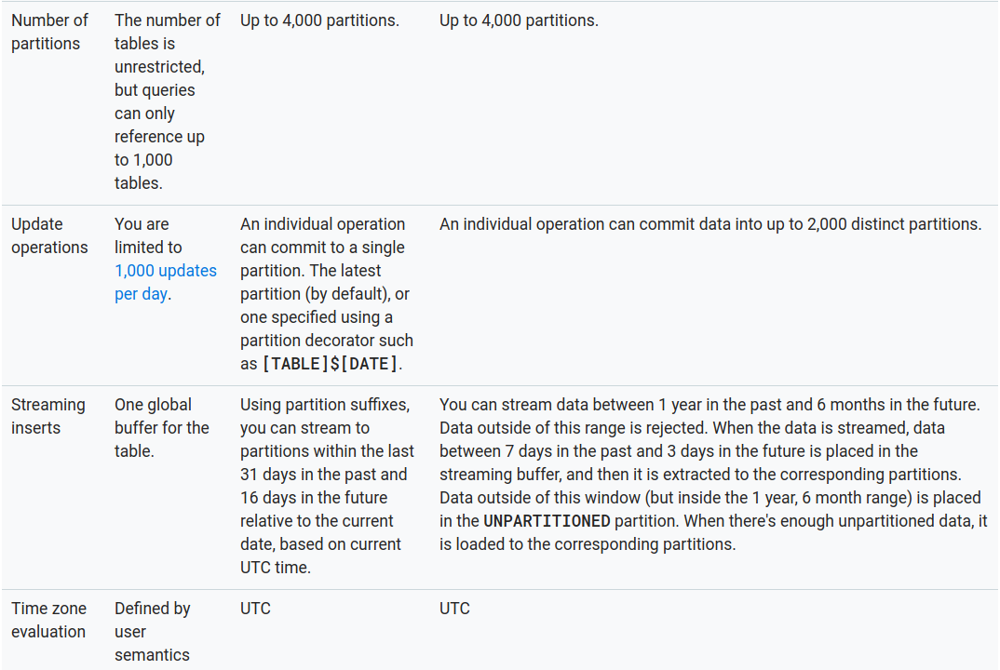 Number of
partitions
The number of
tables is
unrestricted,
but queries
can only
reference up
to 1,000
tables.
Up to 4,000 partitions.
Up to 4,000 partitions.
Update
operations
You are
limited to
1,000 updates
per day.
An individual operation
can commit to a single
partition. The latest
partition (by default), or
one specified using a
partition decorator such
as [TABLE]$[DATE].
An individual operation can commit data into up to 2,000 distinct partitions.
Streaming
inserts
One global
buffer for the
table.
Using partition suffixes,
you can stream to
partitions within the last
31 days in the past and
16 days in the future
relative to the current
date, based on current
UTC time.
You can stream data between 1 year in the past and 6 months in the future.
Data outside of this range is rejected. When the data is streamed, data
between 7 days in the past and 3 days in the future is placed in the
streaming buffer, and then it is extracted to the corresponding partitions.
Data outside of this window (but inside the 1 year, 6 month range) is placed
in the UNPARTITIONED partition. When there's enough unpartitioned data, it
is loaded to the corresponding partitions.
Time zone
evaluation
Defined by
user
semantics
UTC
UTC